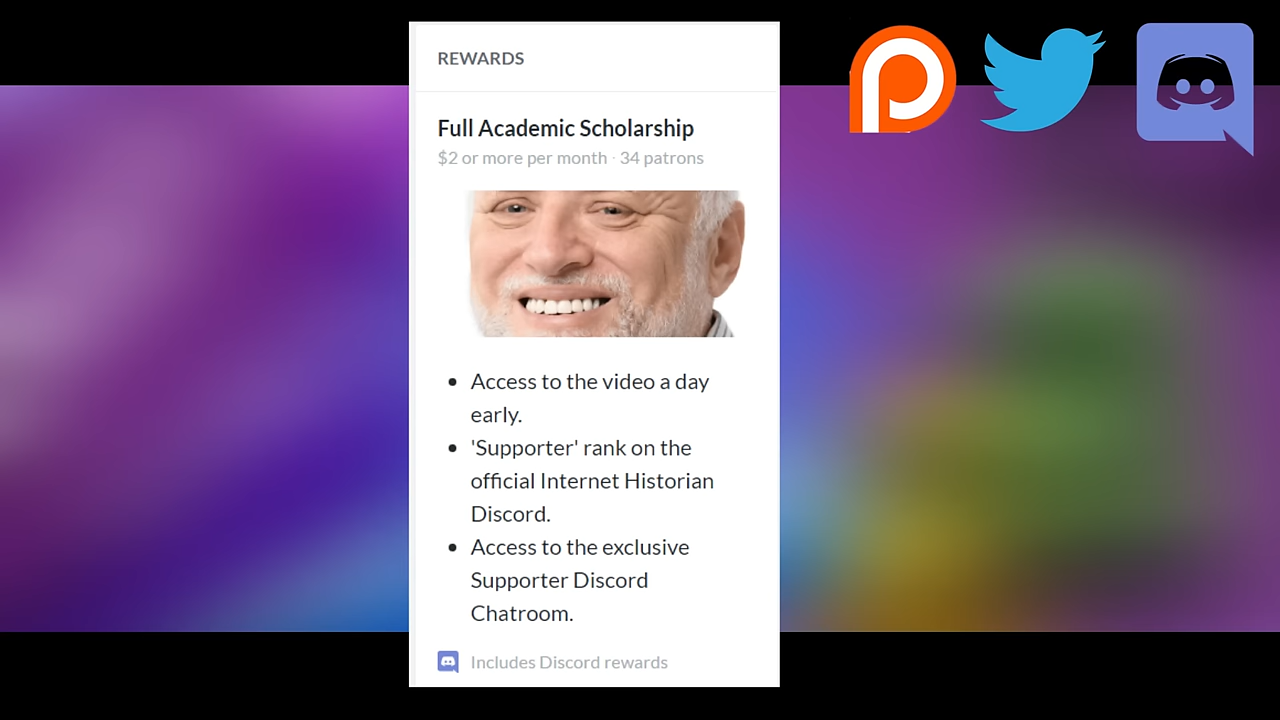 REWARDS
Full Academic Scholarship
$2 or more per month · 34 patrons
• Access to the video a day
early.
• 'Supporter' rank on the
official Internet Historian
Discord.
• Access to the exclusive
Supporter Discord
Chatroom.
Includes Discord rewards